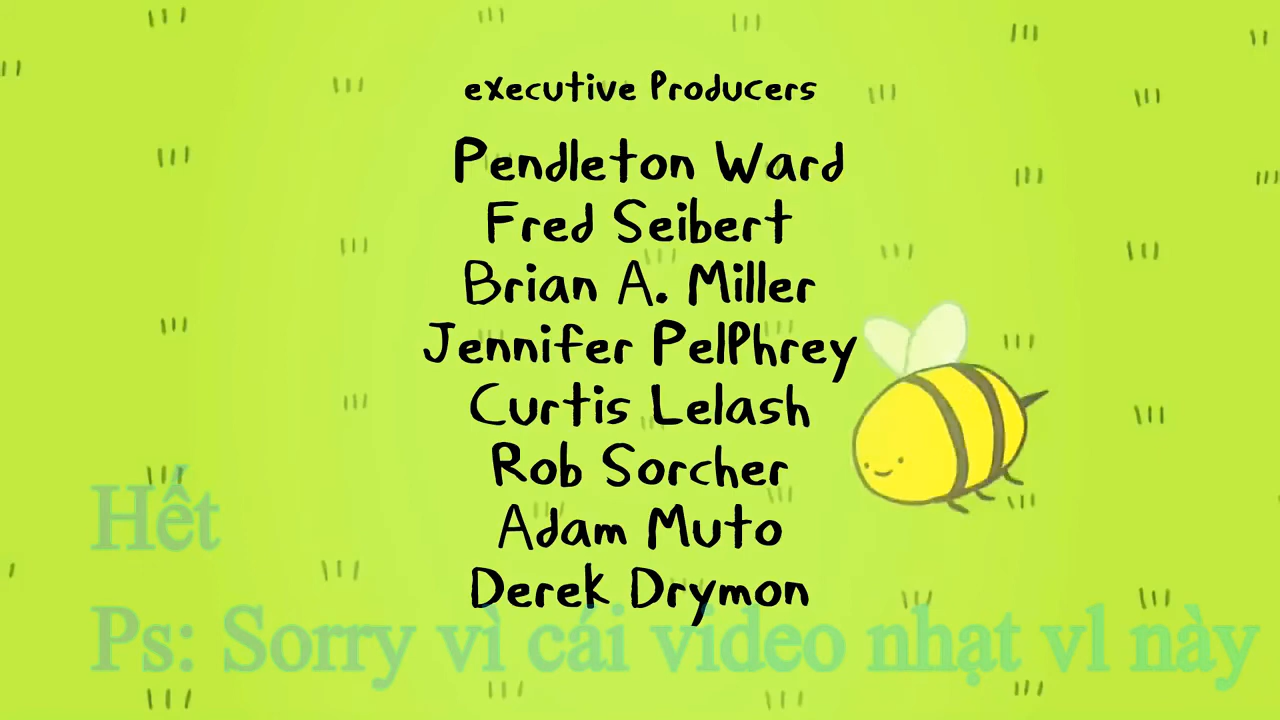 executive Producers
Pendleton Ward
Fred Seibert
Brian A. Miller
Jennifer PelPhrey
Curtis Lelash
Rob Sorcher
Adam Muto
Derek Drymon
Hết
Ps: Sorry vì cái video nhạt vl này